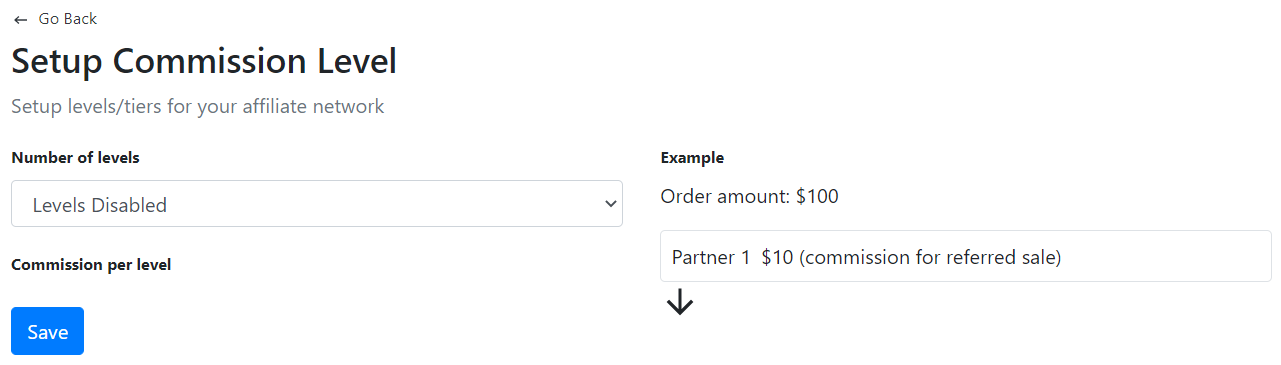 ← Go Back
Setup Commission Level
Setup levels/tiers for your affiliate network
Number of levels
Levels Disabled
Commission per level
Save
Example
Order amount: $100
Partner 1 $10 (commission for referred sale)